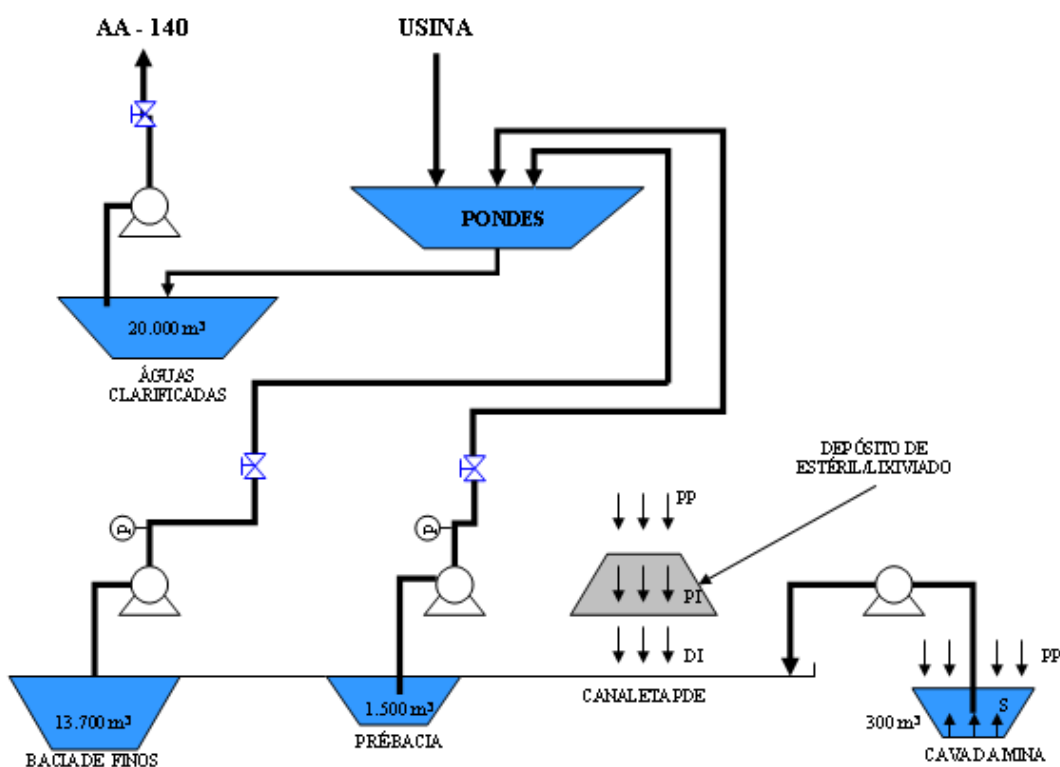 AA - 140
USINA
PONDES
20.000 m³
ÁGUAS
CLARIFICADAS
DEPÓSITO DE
ESTÉRIL/LIXIVIADO
PP
P
P
PI
DI
PP
CANALETA PDE
S
13.700 m³
1.500 m³
300 m³
BACIA DE FINOS
PRÉBACIA
CAVA DA MINA